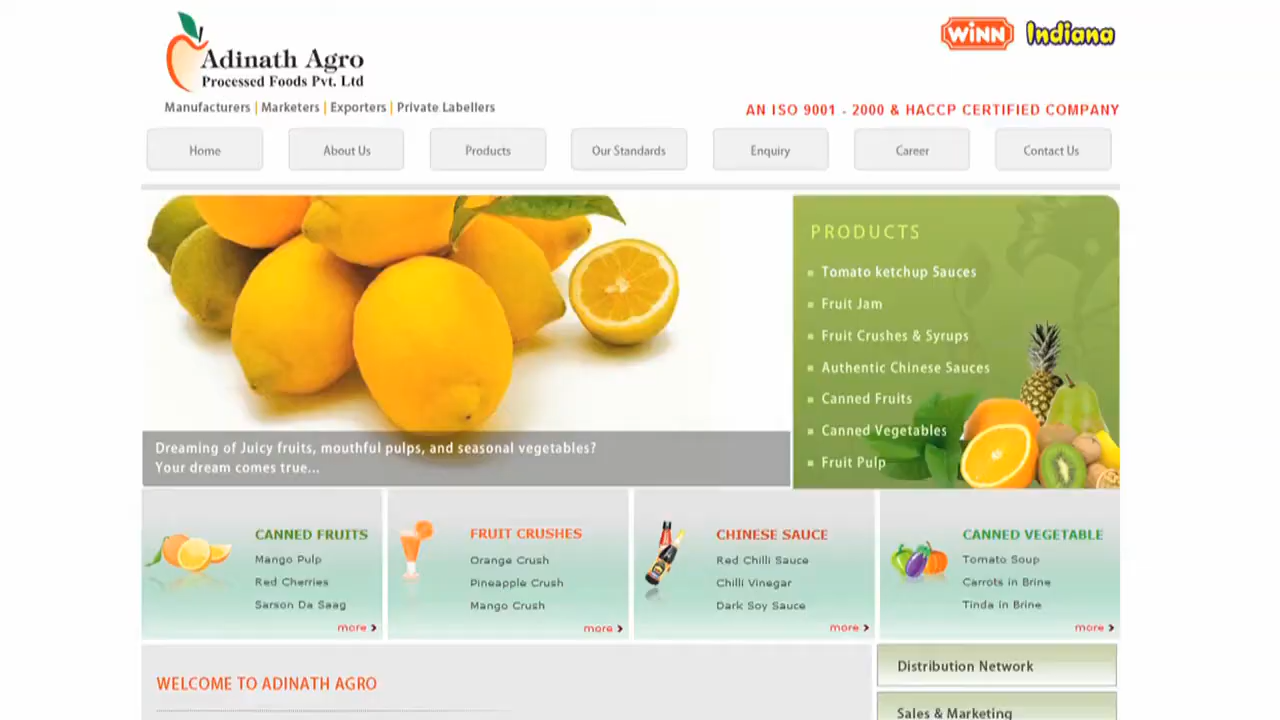 WINN Indiana
Adinath Agro
Processed Foods Pvt. Ltd
Manufacturers | Marketers | Exporters | Private Labellers
AN ISO 9001 - 2000 & HACCP CERTIFIED COMPANY
Home
About Us
Products
Our Standards
Enquiry
Career
Contact Us
Dreaming of Juicy fruits, mouthful pulps, and seasonal vegetables?
Your dream comes true...
PRODUCTS
Tomato ketchup Sauces
Fruit Jam
Fruit Crushes & Syrups
Authentic Chinese Sauces
Canned Fruits
Canned Vegetables
Fruit Pulp
CANNED FRUITS
Mango Pulp
Red Cherries
Sarson Da Saag
more
FRUIT CRUSHES
Orange Crush
Pineapple Crush
Mango Crush
more
CHINESE SAUCE
Red Chilli Sauce
Chilli Vinegar
Dark Soy Sauce
more
CANNED VEGETABLE
Tomato Soup
Carrots in Brine
Tinda in Brine
more
WELCOME TO ADINATH AGRO
Distribution Network
Sales & Marketing